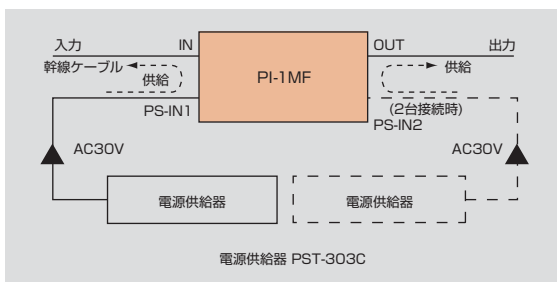 入力 IN OUT 出力
幹線ケーブル 供給
供給 PI-1MF
PS-IN1 (2台接続時)
PS-IN2
AC30V AC30V
電源供給器 電源供給器
電源供給器 PST-303C